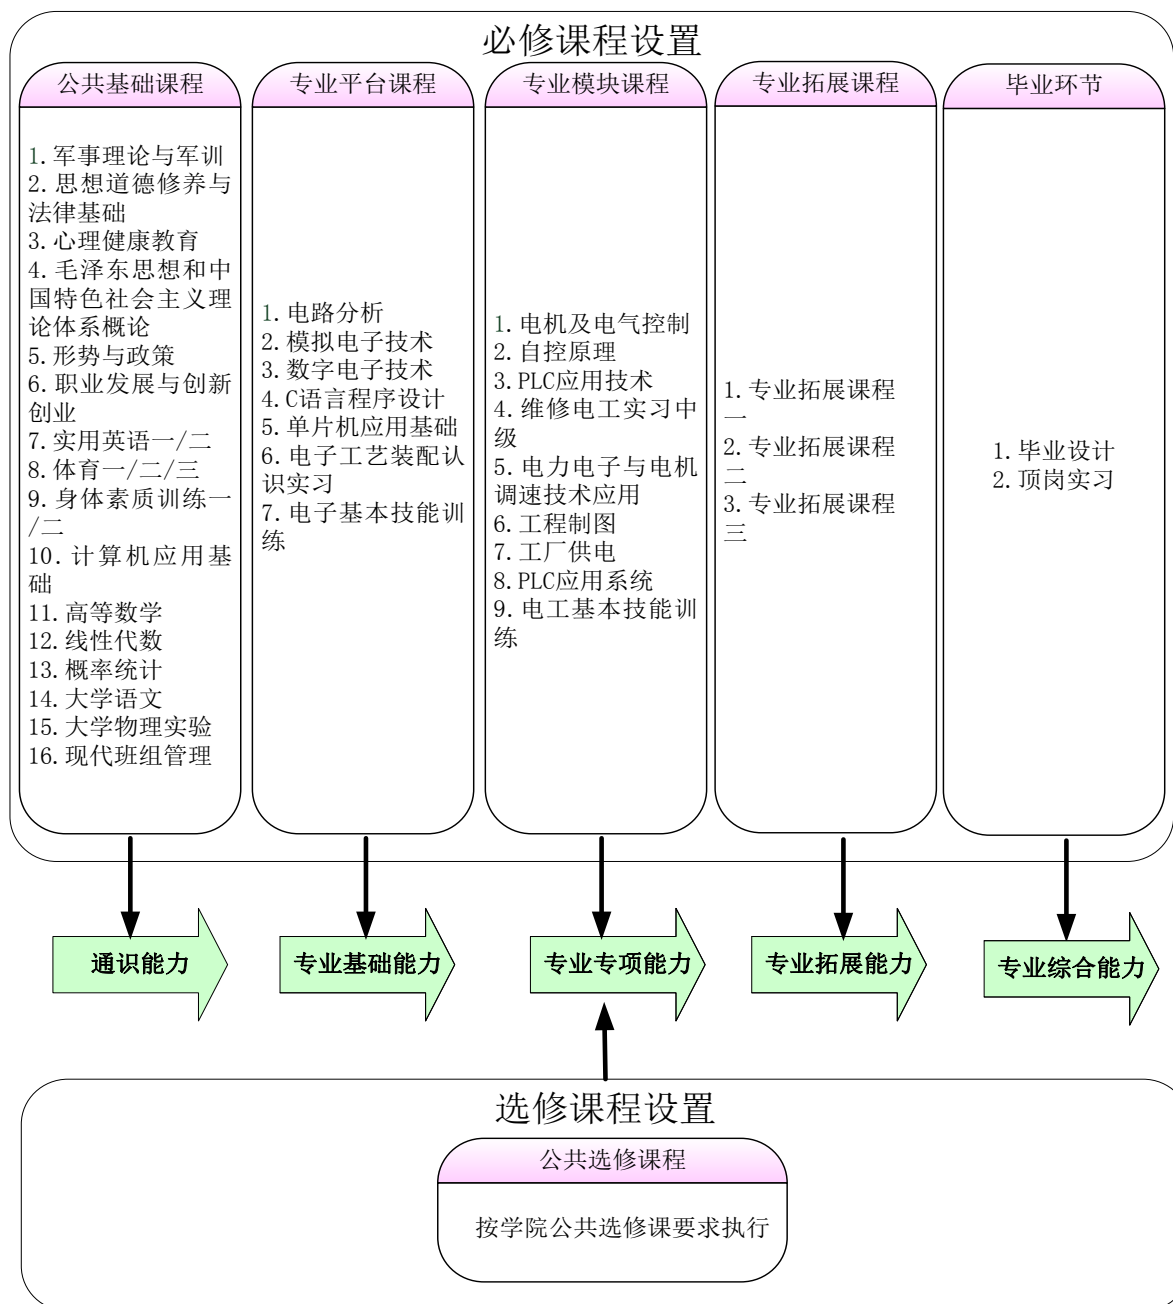 必修课程设置
公共基础课程
1.军事理论与军训
2.思想道德修养与
法律基础
3.心理健康教育
4.毛泽东思想和中
国特色社会主义理
论体系概论
5.形势与政策
6.职业发展与创新
创业
7.实用英语一/二
8.体育一/二/三
9.身体素质训练一
/二
10.计算机应用基
础
11.高等数学
12.线性代数
13.概率统计
14.大学语文
15.大学物理实验
16.现代班组管理
专业平台课程
1.电路分析
2.模拟电子技术
3.数字电子技术
4.C语言程序设计
5.单片机应用基础
6.电子工艺装配认
识实习
7.电子基本技能训
练
专业模块课程
1.电机及电气控制
2.自控原理
3.PLC应用技术
4.维修电工实习中
级
5.电力电子与电机
调速技术应用
6.工程制图
7.工厂供电
8.PLC应用系统
9.电工基本技能训
练
专业拓展课程
1.专业拓展课程
一
2.专业拓展课程
二
3.专业拓展课程
三
毕业环节
1.毕业设计
2.顶岗实习
通识能力
专业基础能力
专业专项能力
专业拓展能力
专业综合能力
选修课程设置
公共选修课程
按学院公共选修课要求执行